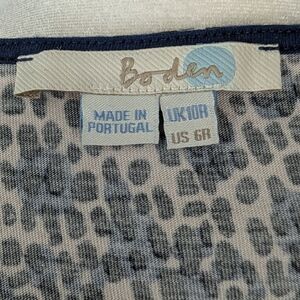 Boden
MADE IN
PORTUGAL
UK10R
US 6R